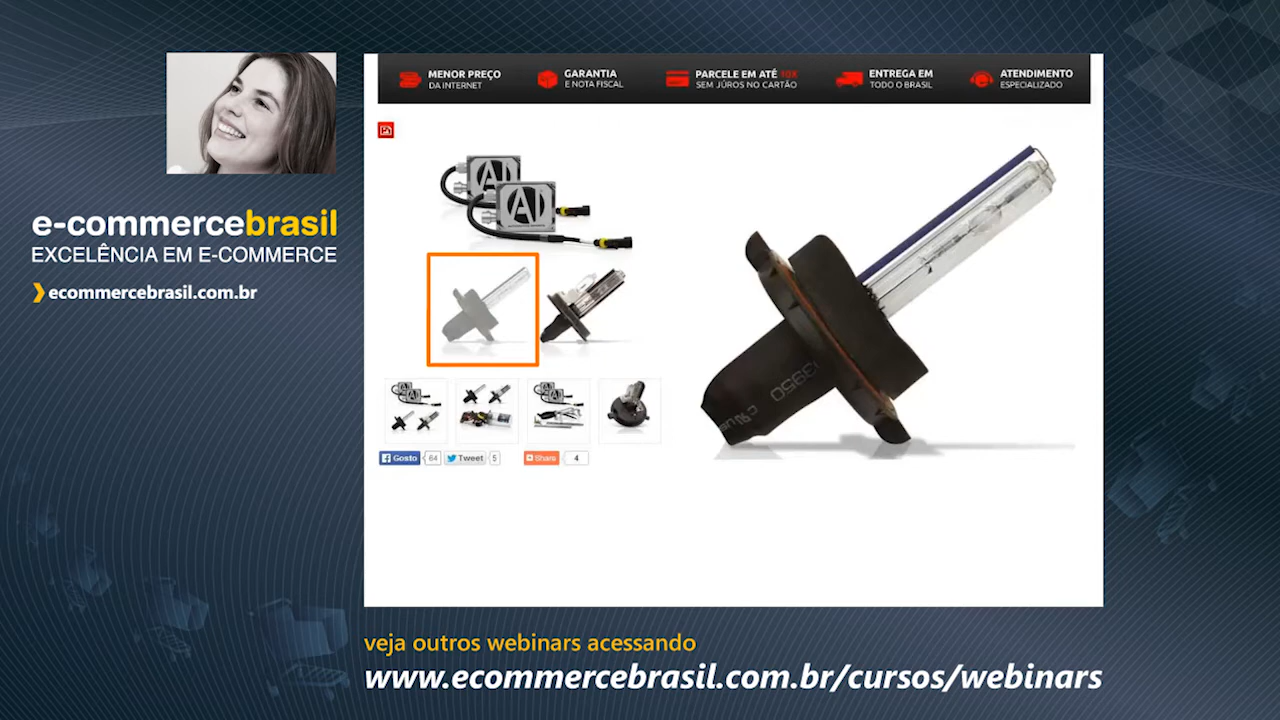 MENOR PREÇO
DA INTERNET
GARANTIA
E NOTA FISCAL
PARCELE EM ATÉ 10X
SEM JÚROS NO CARTÃO
ENTREGA EM
TODO O BRASIL
ATENDIMENTO
ESPECIALIZADO
e-commercebrasil
EXCELÊNCIA EM E-COMMERCE
ecommercebrasil.com.br
Gosto 64 Tweet 5 Share 4
veja outros webinars acessando
www.ecommercebrasil.com.br/cursos/webinars